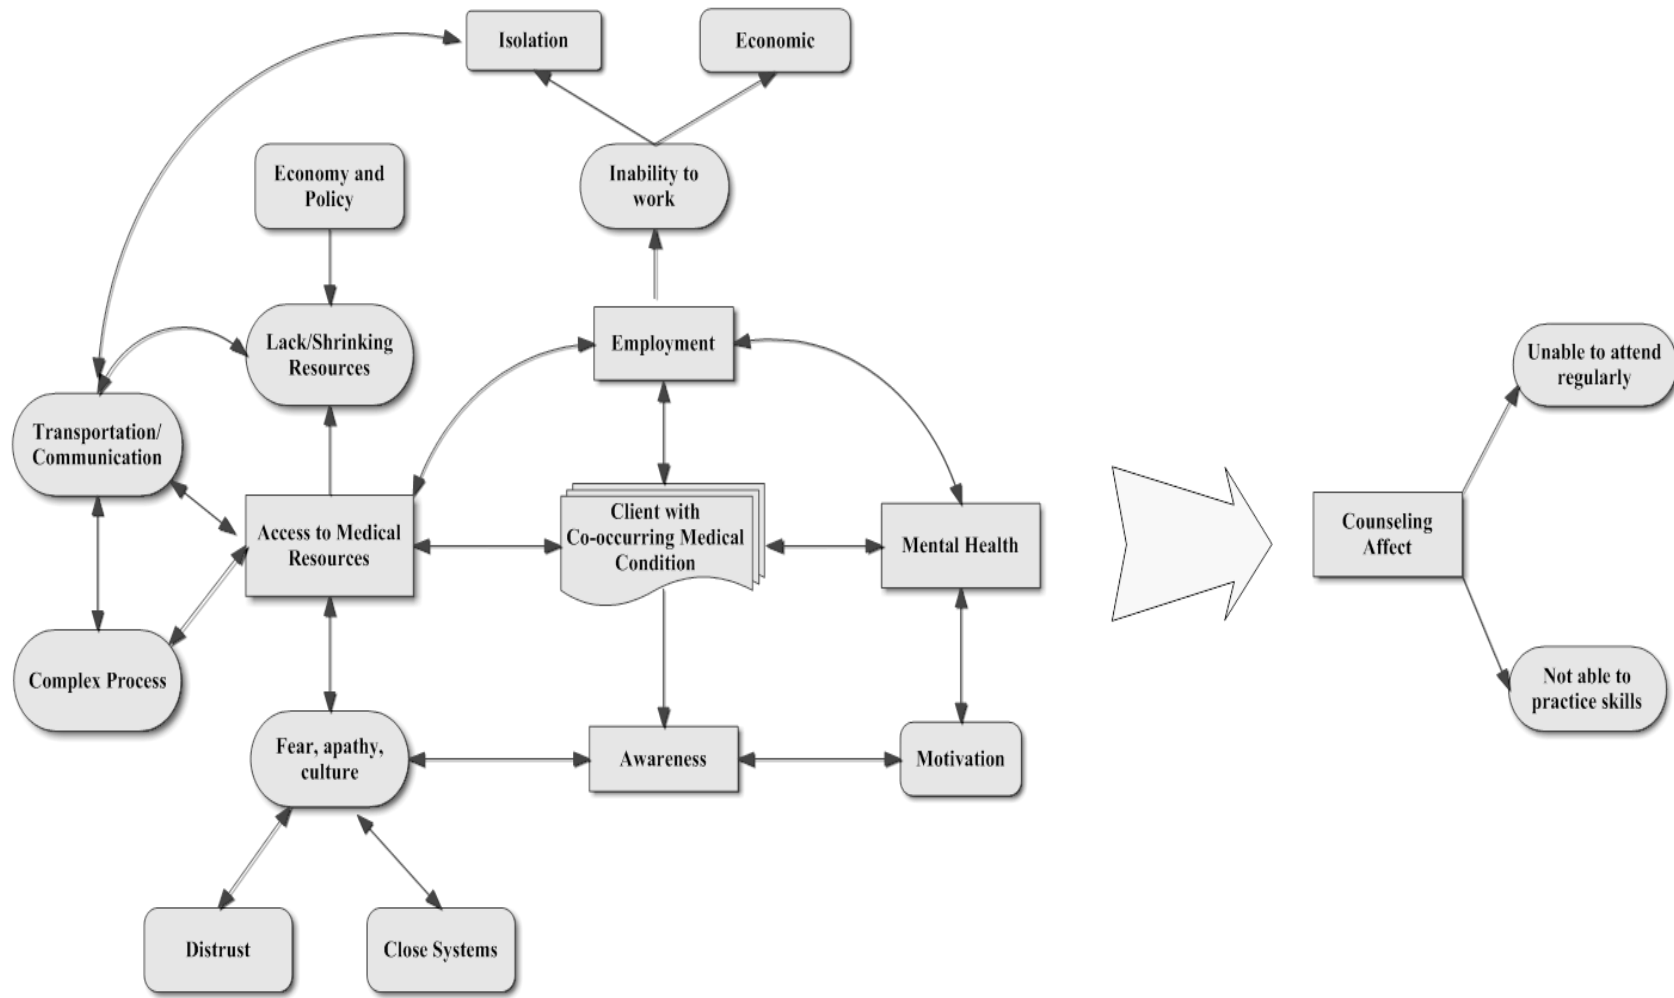 Isolation
Economic
Economy and
Policy
Inability to
work
Lack/Shrinking
Resources
Employment
Unable to attend
regularly
Transportation/
Communication
Access to Medical
Resources
Client with
Co-occurring Medical
Condition
Mental Health
Counseling
Affect
Complex Process
Not able to
practice skills
Fear, apathy,
culture
Awareness
Motivation
Distrust
Close Systems